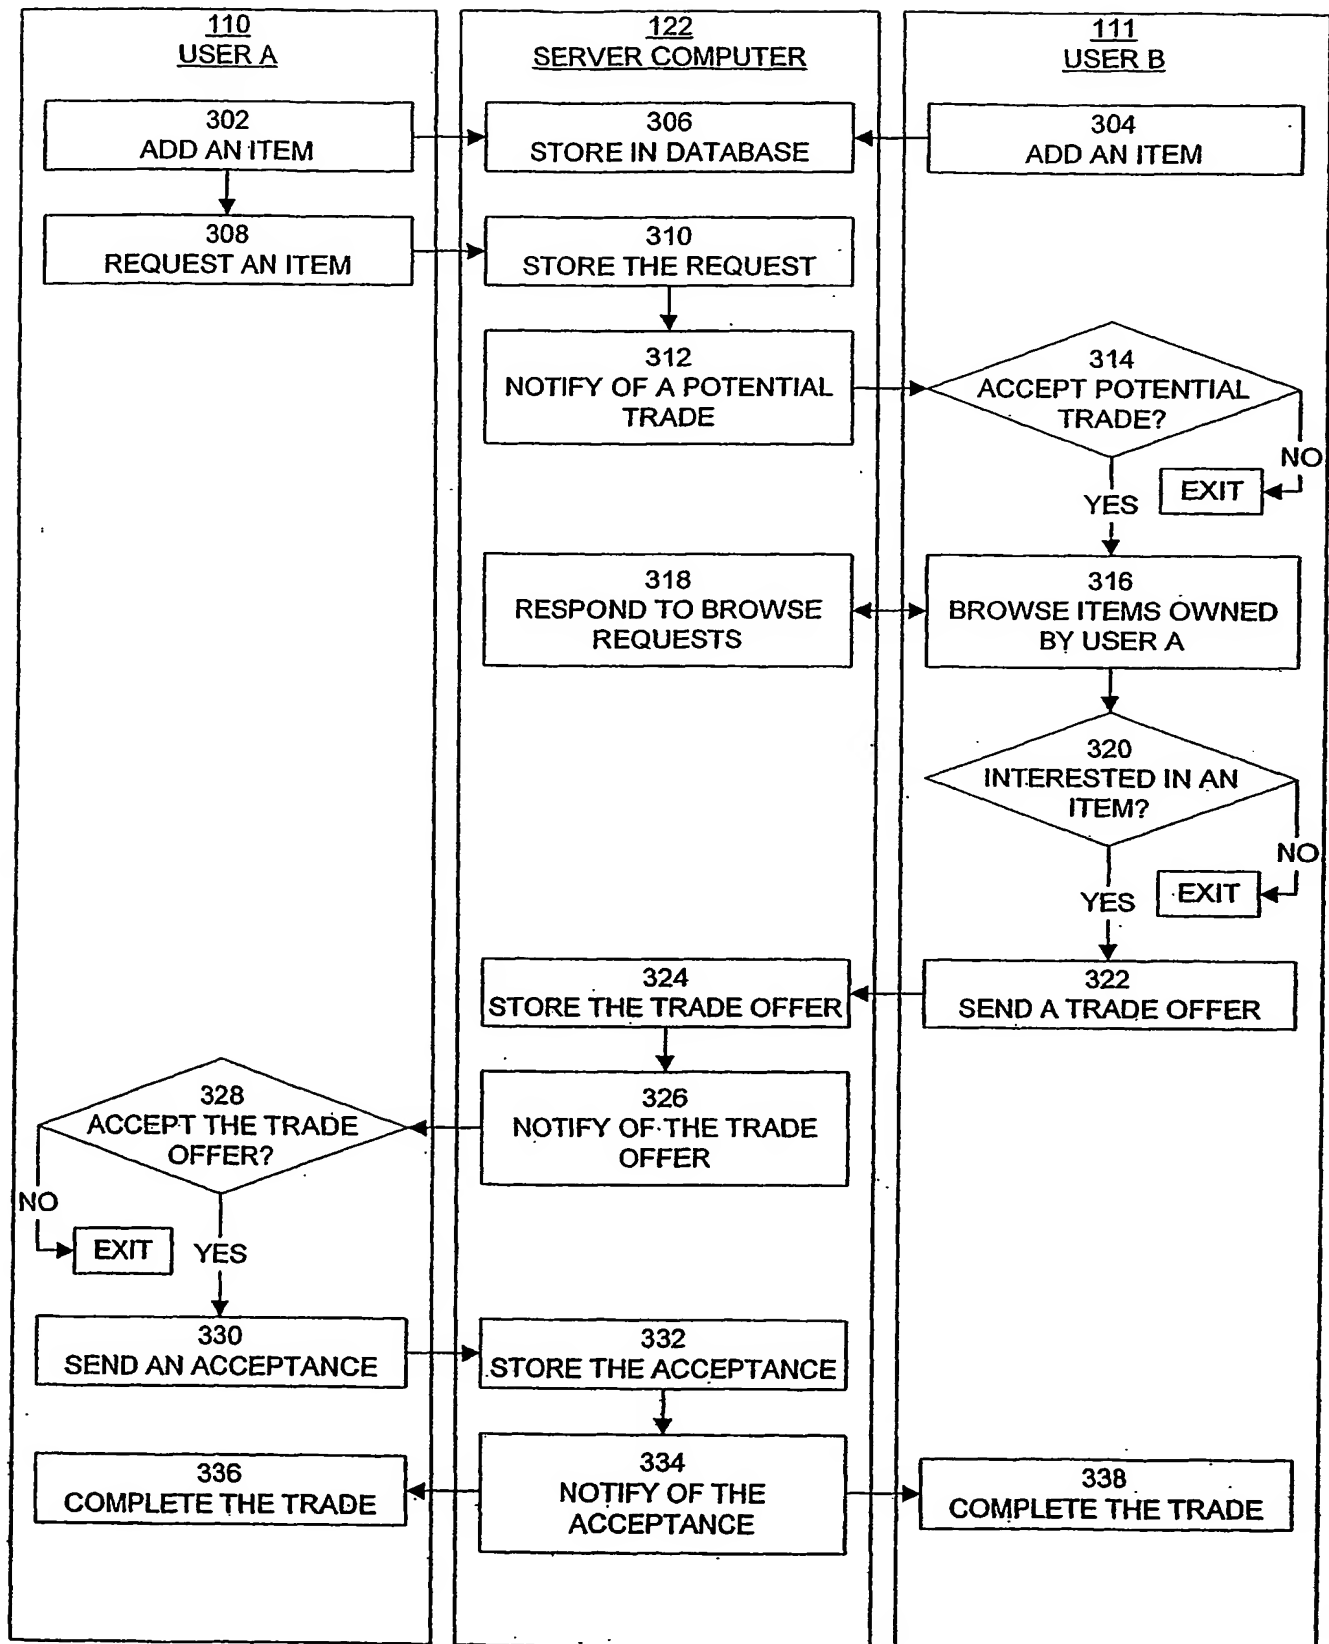 110
USER A
122
SERVER COMPUTER
111
USER B
302
ADD AN ITEM
306
STORE IN DATABASE
304
ADD AN ITEM
308
REQUEST AN ITEM
310
STORE THE REQUEST
312
NOTIFY OF A POTENTIAL
TRADE
314
ACCEPT POTENTIAL
TRADE?
NO
EXIT
YES
318
RESPOND TO BROWSE
REQUESTS
316
BROWSE ITEMS OWNED
BY USER A
320
INTERESTED IN AN
ITEM?
NO
EXIT
YES
324
STORE THE TRADE OFFER
322
SEND A TRADE OFFER
328
ACCEPT THE TRADE
OFFER?
326
NOTIFY OF THE TRADE
OFFER
NO
EXIT
YES
330
SEND AN ACCEPTANCE
332
STORE THE ACCEPTANCE
336
COMPLETE THE TRADE
334
NOTIFY OF THE
ACCEPTANCE
338
COMPLETE THE TRADE